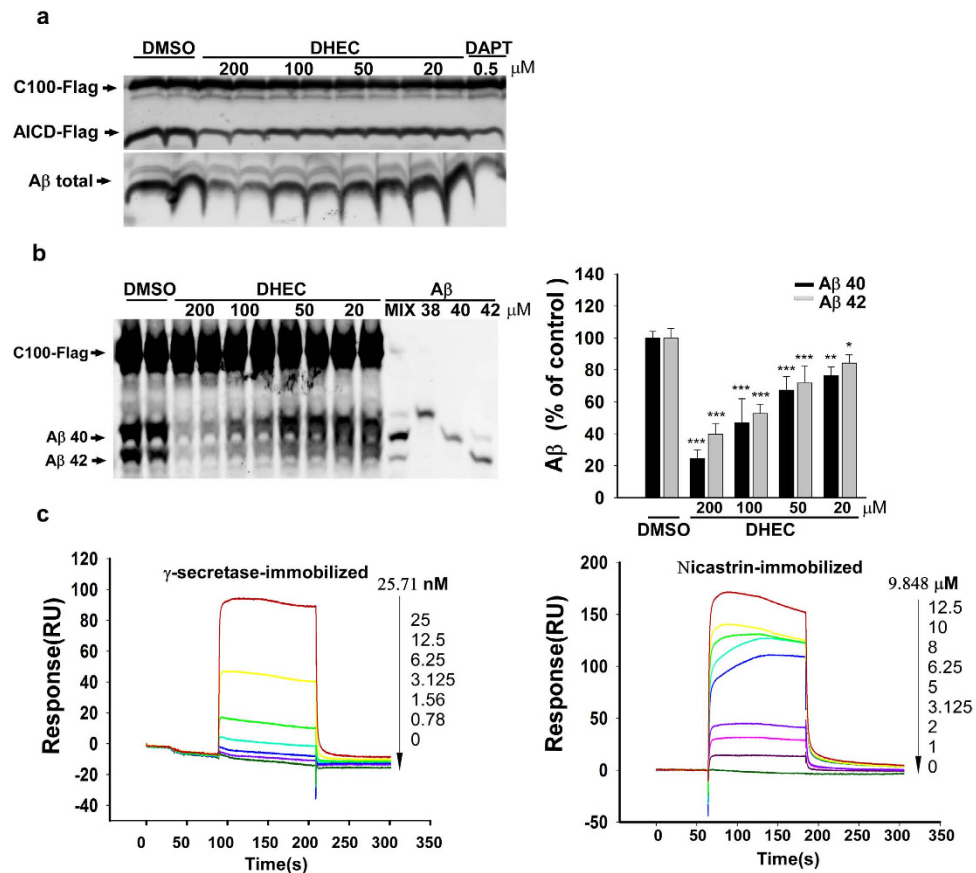 a
DMSO DHEC DAPT
200 100 50 20 0.5 μM
C100-Flag
AICD-Flag
Aβ total
b
DMSO DHEC Aβ
200 100 50 20 MIX 38 40 42 μM
C100-Flag
Aβ 40
Aβ 42
Aβ (% of control )
140
120
100
80
60
40
20
0
Aβ 40
Aβ 42
*** *** *** *** *** *** ** *
200 100 50 20 μM
DMSO DHEC
c
Response(RU)
120
100
80
60
40
20
0
-20
-40
γ-secretase-immobilized
25.71 nM
25
12.5
6.25
3.125
1.56
0.78
0
0 50 100 150 200 250 300 350
Time(s)
Response(RU)
200
150
100
50
0
-50
Nicastrin-immobilized
9.848 μM
12.5
10
8
6.25
5
3.125
2
1
0
0 50 100 150 200 250 300 350
Time(s)